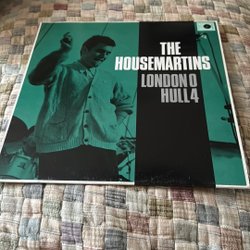 THE
HOUSEMARTINS
LONDON 0
HULL 4